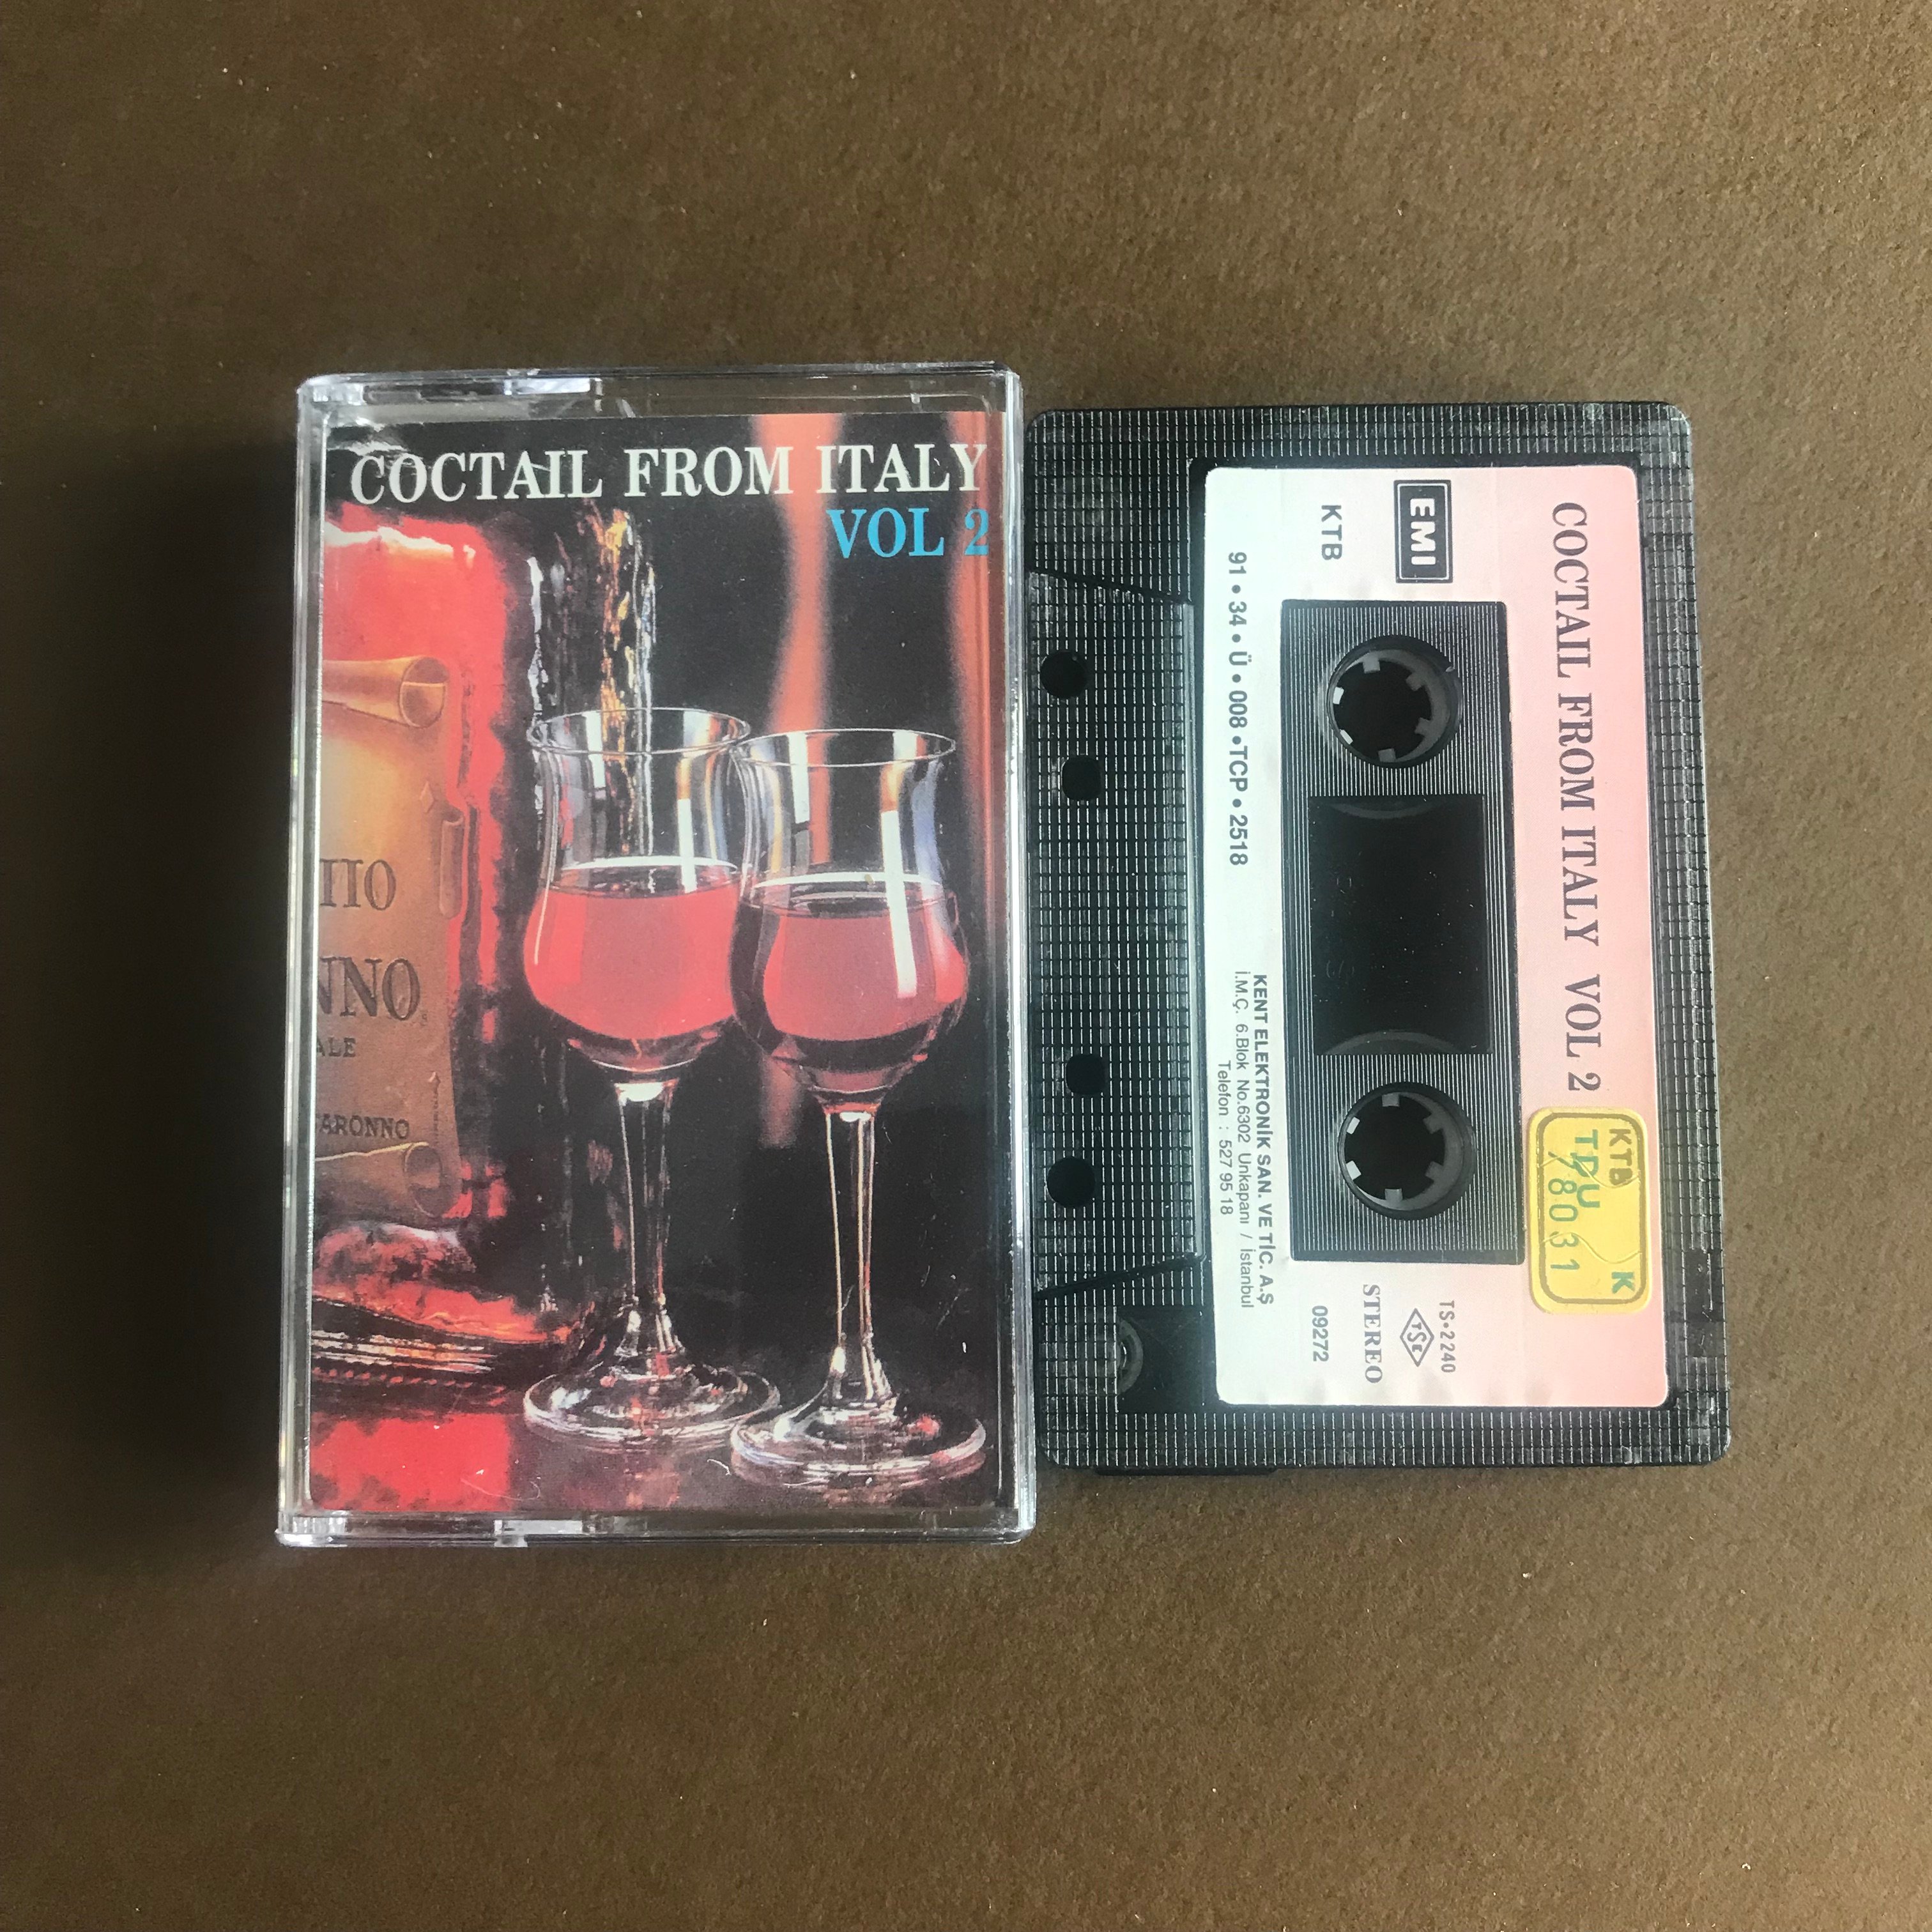 COCTAIL FROM ITALY
VOL 2
NNO
ALE
ARONNO
COCTAIL FROM ITALY VOL 2
EMI
KTB
91 • 34 • Ü • 008 • TCP • 2518
KENT ELEKTRONİK SAN. VE TİC. A.Ş
İ.M.Ç. 6.Blok No.6302 Unkapanı / İstanbul
Telefon : 527 95 18
TS•2240
TSE
STEREO
09272
KTB K
78031